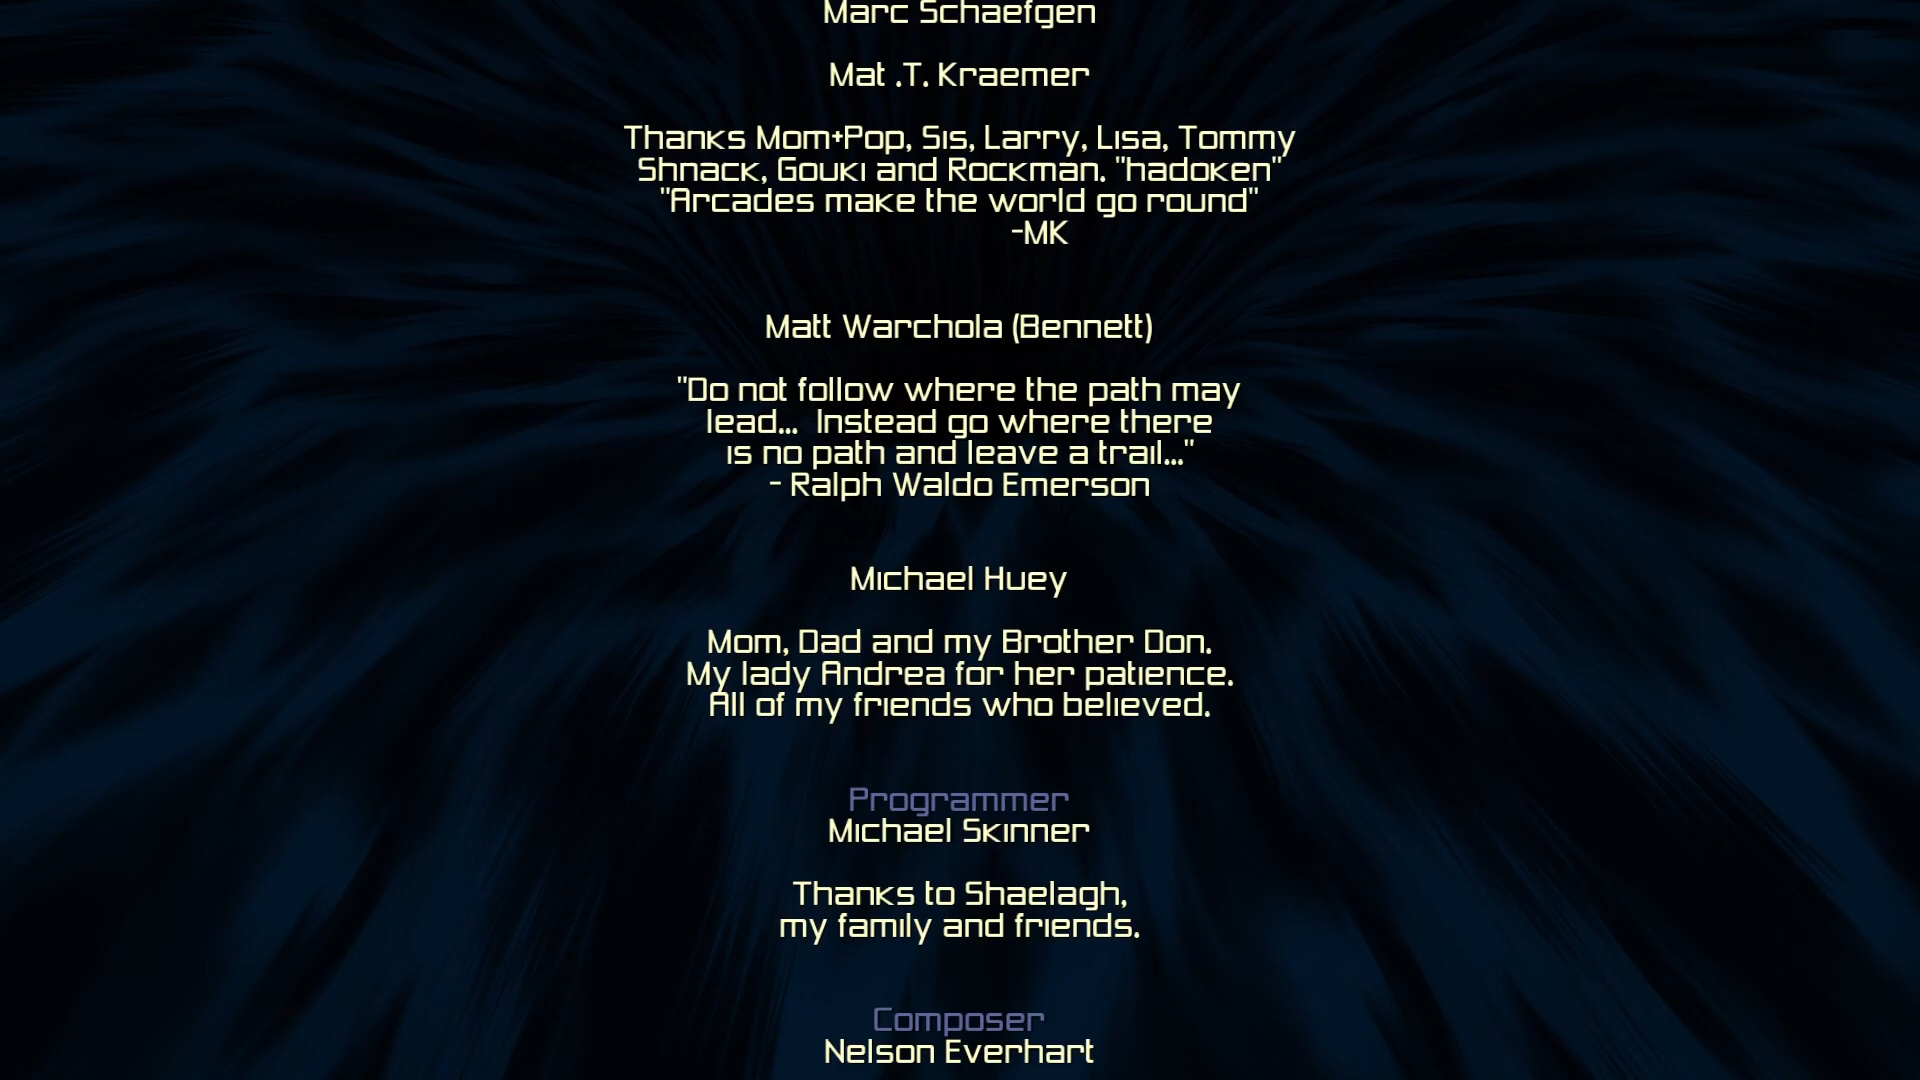 Marc Schaefgen
Mat .T. Kraemer
Thanks Mom+Pop, Sis, Larry, Lisa, Tommy
Shnack, Gouki and Rockman. "hadoken"
"Arcades make the world go round"
-MK
Matt Warchola (Bennett)
"Do not follow where the path may
lead...  Instead go where there
is no path and leave a trail..."
- Ralph Waldo Emerson
Michael Huey
Mom, Dad and my Brother Don.
My lady Andrea for her patience.
All of my friends who believed.
Programmer
Michael Skinner
Thanks to Shaelagh,
my family and friends.
Composer
Nelson Everhart